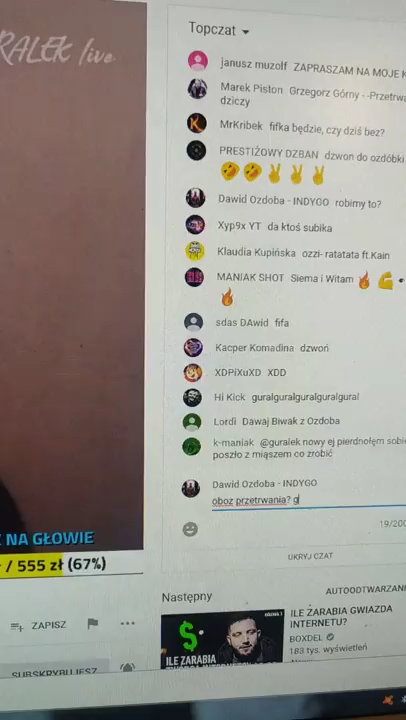 RALEK live
Topczat
janusz muzolf ZAPRASZAM NA MOJE K
Marek Piston Grzegorz Górny - -Przetrwa
dziczy
MrKribek fifka będzie, czy dziś bez?
PRESTIŻOWY DZBAN dzwon do ozdóbki
🤣🤣✌✌✌
Dawid Ozdoba - INDYGO robimy to?
Xyp9x YT da ktoś subika
Klaudia Kupińska ozzi- ratatata ft.Kain
MANIAK SHOT Siema i Witam 🔥 💪
🔥
sdas DAwid fifa
Kacper Komadina dzwoń
XDPiXuXD XDD
Hi Kick guralguralguralguralgural
Lordi Dawaj Biwak z Ozdoba
k-maniak @guralek nowy ej pierdnołęm sobie
poszło z miąszem co zrobić
Dawid Ozdoba - INDYGO
oboz przetrwania? g
19/200
UKRYJ CZAT
NA GŁOWIE
/ 555 zł (67%)
ZAPISZ
SUBSKRYBUJESZ
Następny
AUTOODTWARZANI
ILE ZARABIA GWIAZDA
INTERNETU?
BOXDEL
183 tys. wyświetleń
$
ILE ZARABIA